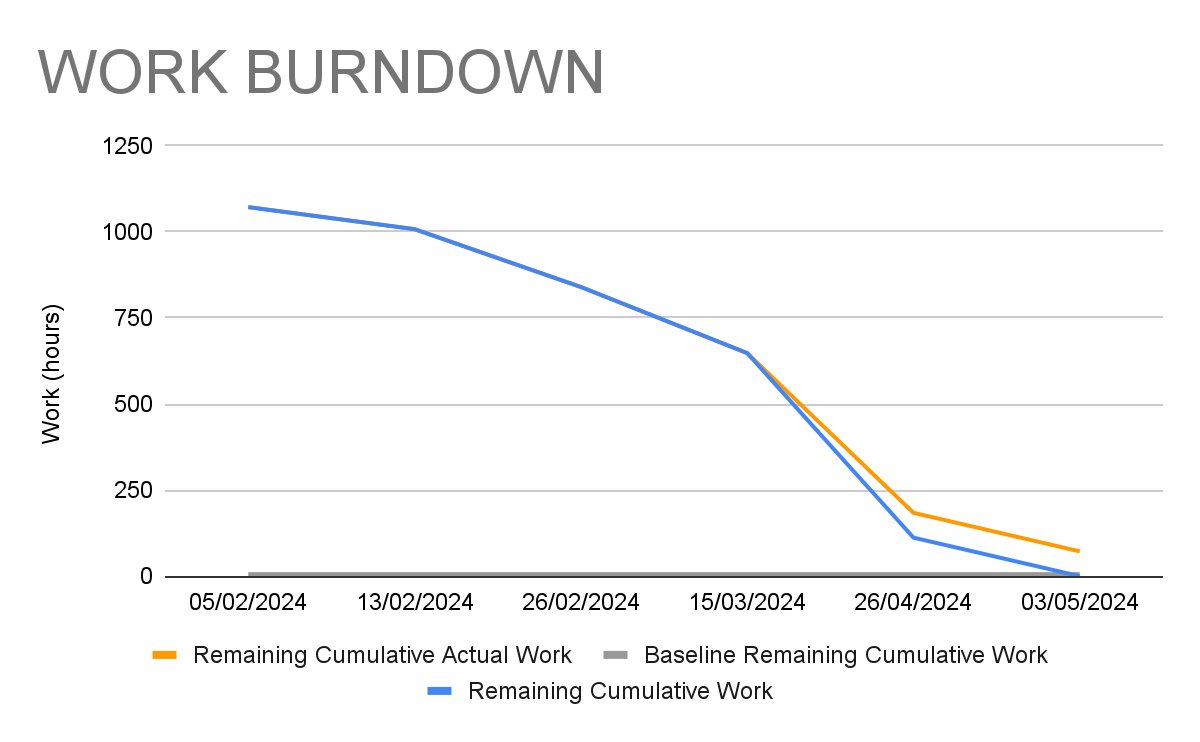 WORK BURNDOWN
1250
1000
750
500
250
0
Work (hours)
05/02/2024 13/02/2024 26/02/2024 15/03/2024 26/04/2024 03/05/2024
Remaining Cumulative Actual Work Baseline Remaining Cumulative Work
Remaining Cumulative Work